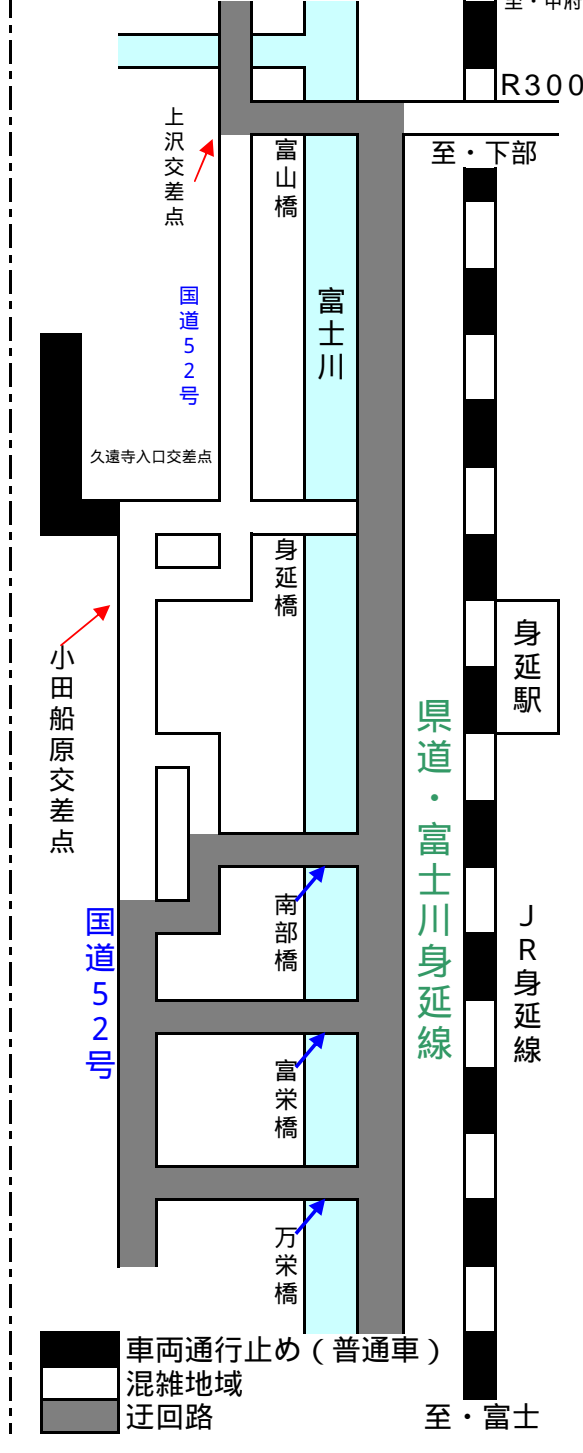 至・甲府
R300
至・下部
上沢交差点
富山橋
国道52号
富士川
久遠寺入口交差点
身延橋
身延駅
小田船原交差点
県道・富士川身延線
南部橋
国道52号
JR身延線
富栄橋
万栄橋
車両通行止め(普通車)
混雑地域
迂回路
至・富士